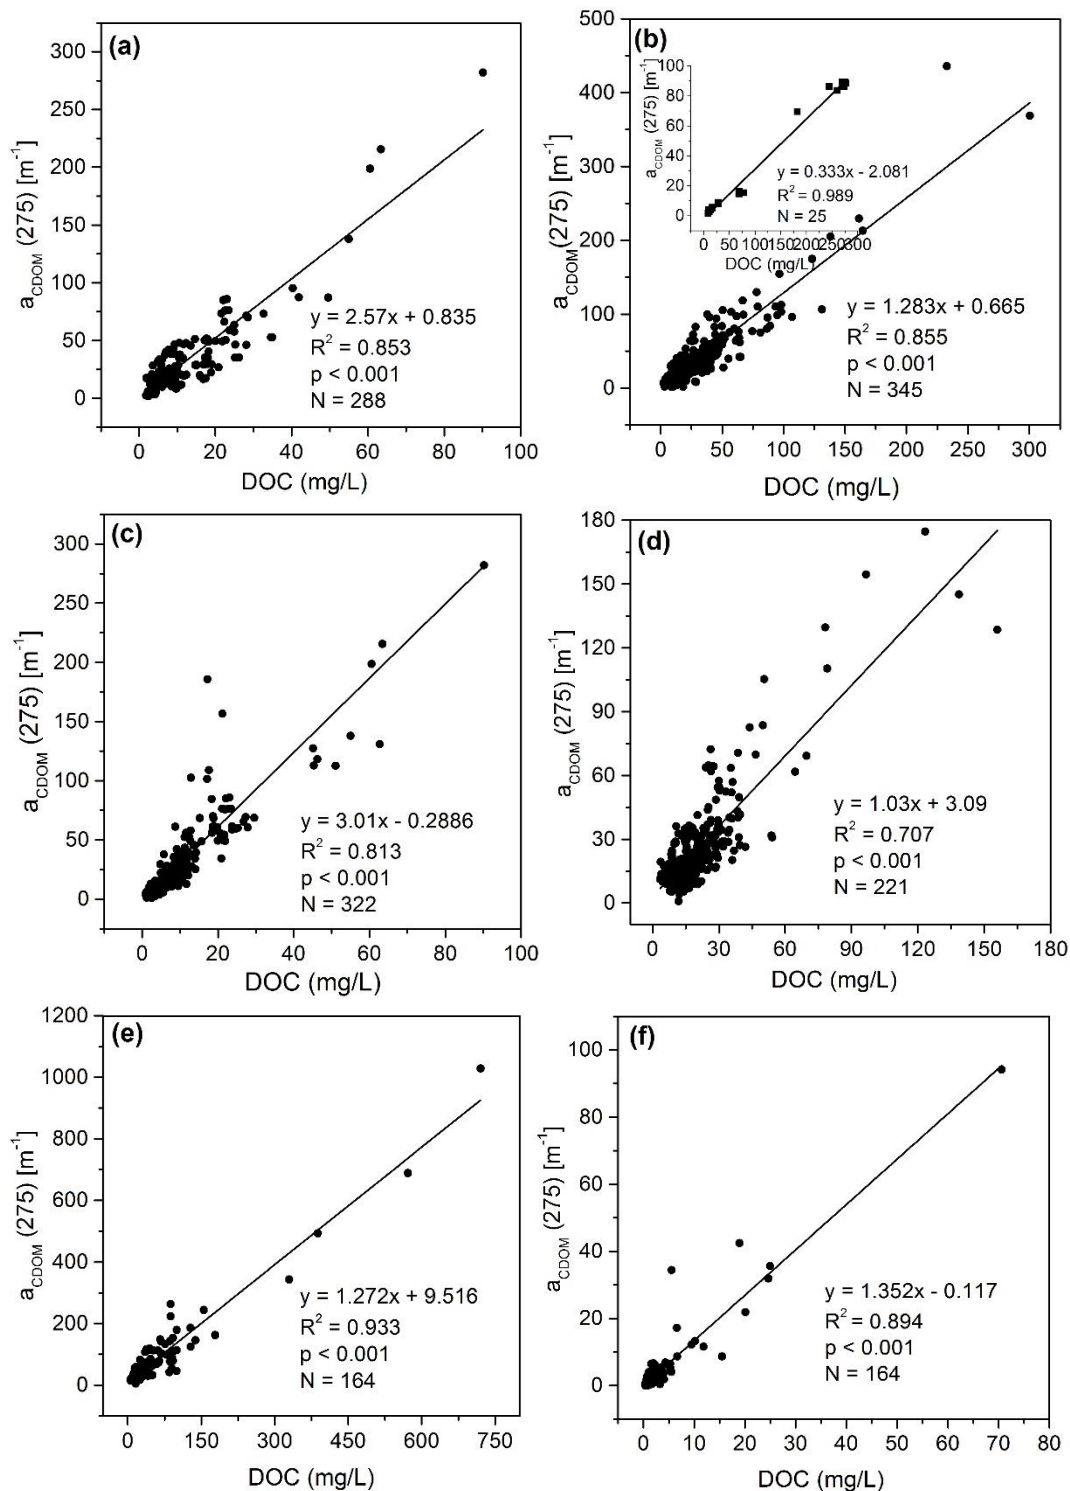 (a)
300
250
200
150
100
50
0
a_CDOM (275) [m⁻¹]
y = 2.57x + 0.835
R² = 0.853
p < 0.001
N = 288
0 20 40 60 80 100
DOC (mg/L)
(b)
500
400
300
200
100
0
a_CDOM(275) [m⁻¹]
100
80
60
40
20
0
a_CDOM (275) [m⁻¹]
y = 0.333x - 2.081
R² = 0.989
N = 25
0 50 100 150 200 250 300
DOC (mg/L)
y = 1.283x + 0.665
R² = 0.855
p < 0.001
N = 345
0 50 100 150 200 250 300
DOC (mg/L)
(c)
300
250
200
150
100
50
0
a_CDOM (275) [m⁻¹]
y = 3.01x - 0.2886
R² = 0.813
p < 0.001
N = 322
0 20 40 60 80 100
DOC (mg/L)
(d)
180
150
120
90
60
30
0
a_CDOM (275) [m⁻¹]
y = 1.03x + 3.09
R² = 0.707
p < 0.001
N = 221
0 30 60 90 120 150 180
DOC (mg/L)
(e)
1200
1000
800
600
400
200
0
a_CDOM (275) [m⁻¹]
y = 1.272x + 9.516
R² = 0.933
p < 0.001
N = 164
0 150 300 450 600 750
DOC (mg/L)
(f)
100
80
60
40
20
0
a_CDOM (275) [m⁻¹]
y = 1.352x - 0.117
R² = 0.894
p < 0.001
N = 164
0 10 20 30 40 50 60 70 80
DOC (mg/L)